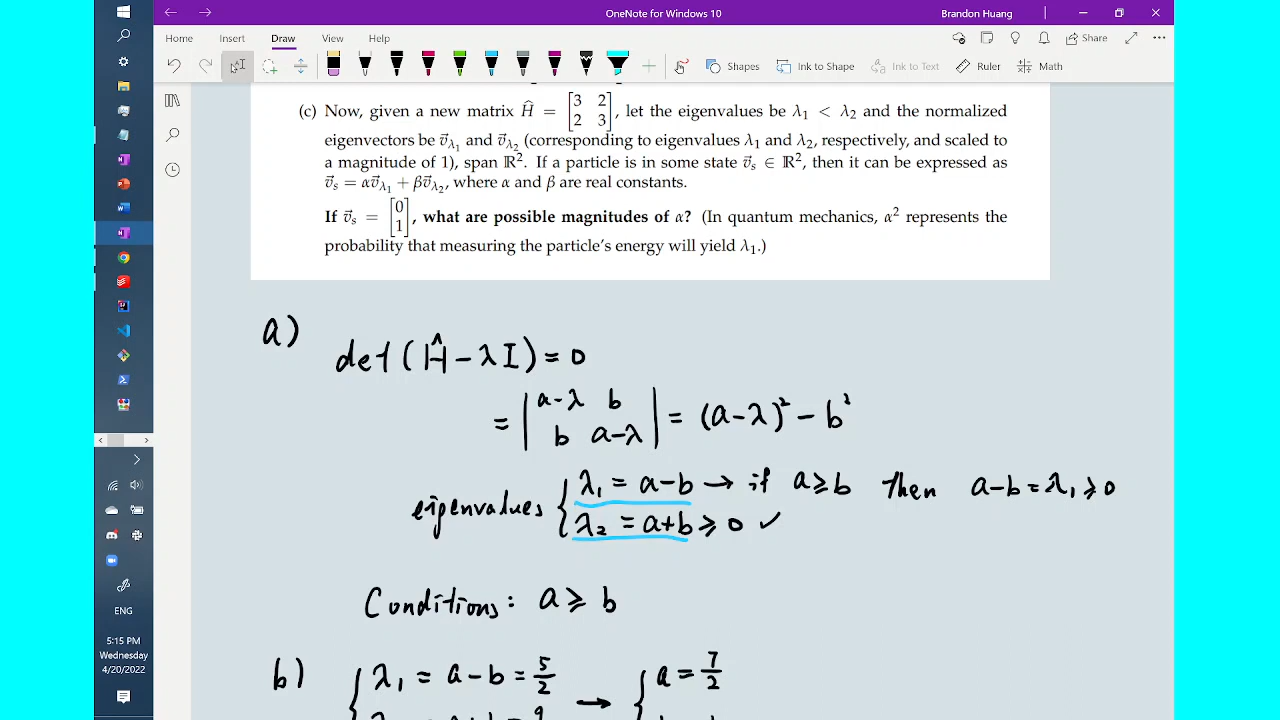 OneNote for Windows 10
Brandon Huang
Home Insert Draw View Help
Shapes Ink to Shape Ink to Text Ruler Math Share
(c) Now, given a new matrix Ĥ = [3 2; 2 3], let the eigenvalues be λ₁ < λ₂ and the normalized
eigenvectors be v⃗_λ₁ and v⃗_λ₂ (corresponding to eigenvalues λ₁ and λ₂, respectively, and scaled to
a magnitude of 1), span ℝ². If a particle is in some state v⃗ₛ ∈ ℝ², then it can be expressed as
v⃗ₛ = αv⃗_λ₁ + βv⃗_λ₂, where α and β are real constants.
If v⃗ₛ = [0; 1], what are possible magnitudes of α? (In quantum mechanics, α² represents the
probability that measuring the particle's energy will yield λ₁.)
a)
det(Ĥ - λI) = 0
= |a-λ b; b a-λ| = (a-λ)² - b²
eigenvalues { λ₁ = a-b → if a ≥ b then a-b = λ₁ ≥ 0
λ₂ = a+b ≥ 0 ✓
Conditions: a ≥ b
b) { λ₁ = a-b = 5/2 → { a = 7/2
ENG
5:15 PM
Wednesday
4/20/2022